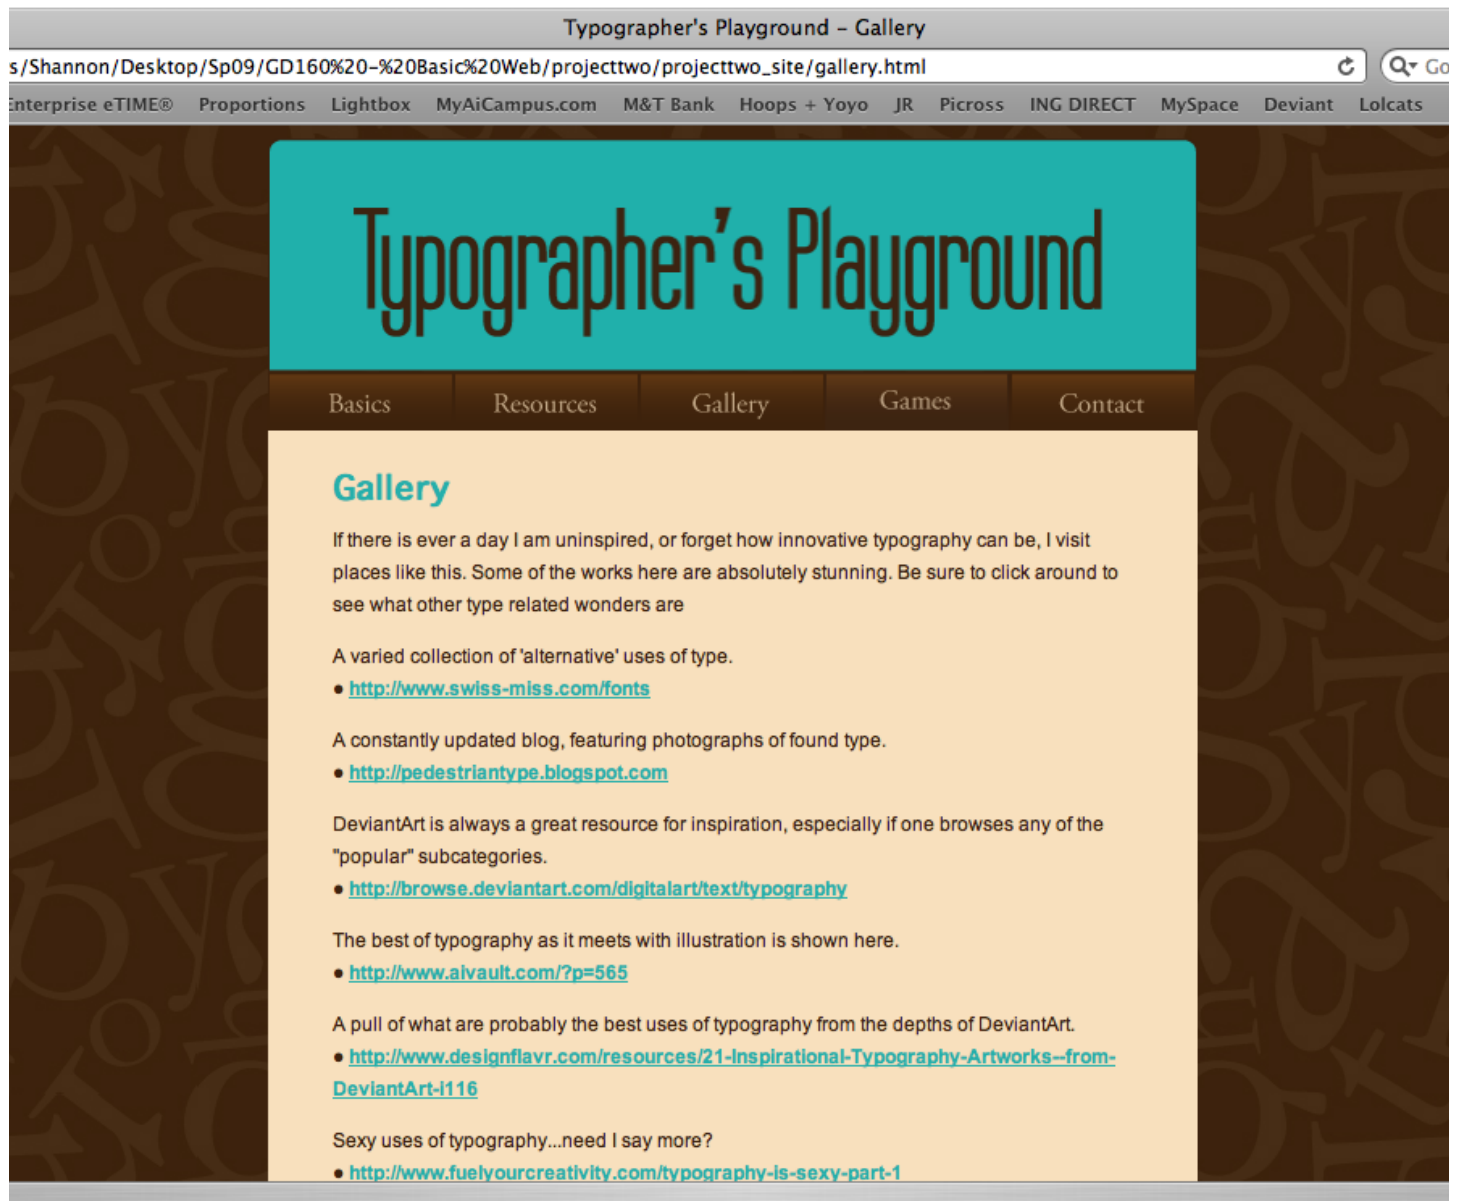 Typographer's Playground – Gallery
s/Shannon/Desktop/Sp09/GD160%20-%20Basic%20Web/projecttwo/projecttwo_site/gallery.html Go
Enterprise eTIME® Proportions Lightbox MyAiCampus.com M&T Bank Hoops + Yoyo JR Picross ING DIRECT MySpace Deviant Lolcats
Typographer's Playground
Basics Resources Gallery Games Contact
Gallery
If there is ever a day I am uninspired, or forget how innovative typography can be, I visit
places like this. Some of the works here are absolutely stunning. Be sure to click around to
see what other type related wonders are
A varied collection of 'alternative' uses of type.
● http://www.swiss-miss.com/fonts
A constantly updated blog, featuring photographs of found type.
● http://pedestriantype.blogspot.com
DeviantArt is always a great resource for inspiration, especially if one browses any of the
"popular" subcategories.
● http://browse.deviantart.com/digitalart/text/typography
The best of typography as it meets with illustration is shown here.
● http://www.aivault.com/?p=565
A pull of what are probably the best uses of typography from the depths of DeviantArt.
● http://www.designflavr.com/resources/21-Inspirational-Typography-Artworks--from-
DeviantArt-i116
Sexy uses of typography...need I say more?
● http://www.fuelyourcreativity.com/typography-is-sexy-part-1